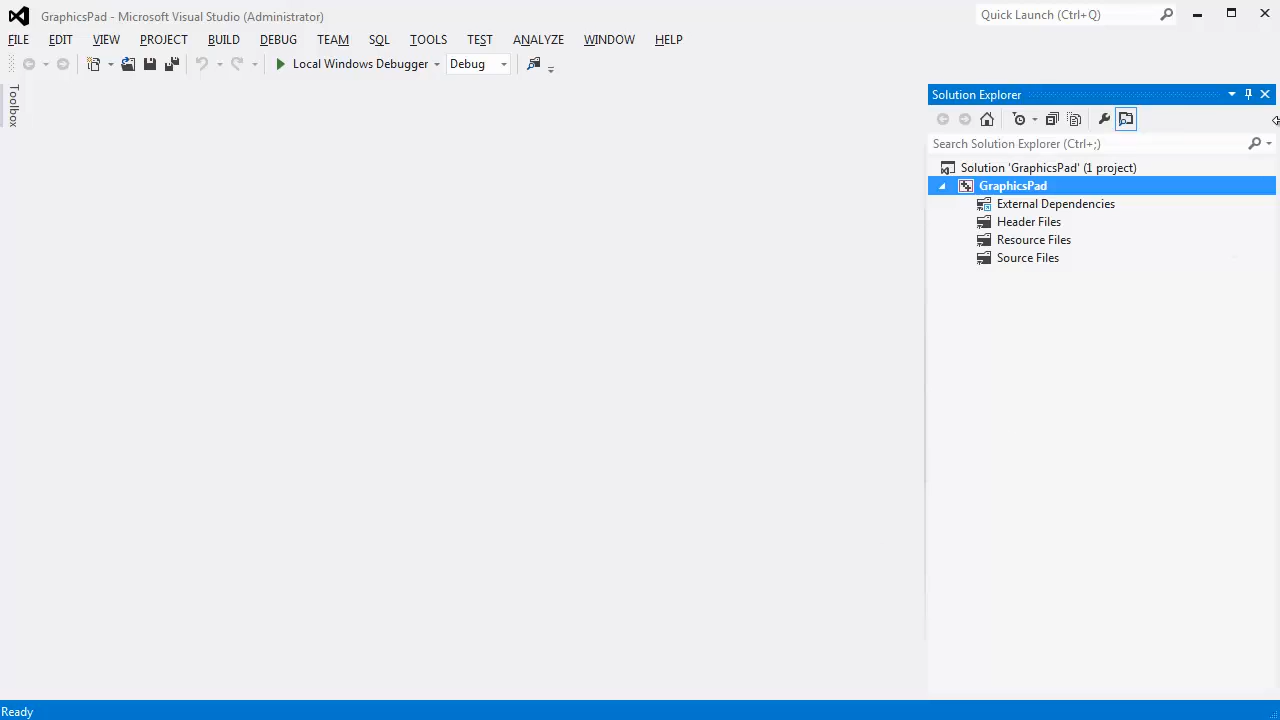 GraphicsPad - Microsoft Visual Studio (Administrator)
Quick Launch (Ctrl+Q)
FILE EDIT VIEW PROJECT BUILD DEBUG TEAM SQL TOOLS TEST ANALYZE WINDOW HELP
Local Windows Debugger Debug
Toolbox
Solution Explorer
Search Solution Explorer (Ctrl+;)
Solution 'GraphicsPad' (1 project)
GraphicsPad
External Dependencies
Header Files
Resource Files
Source Files
Ready